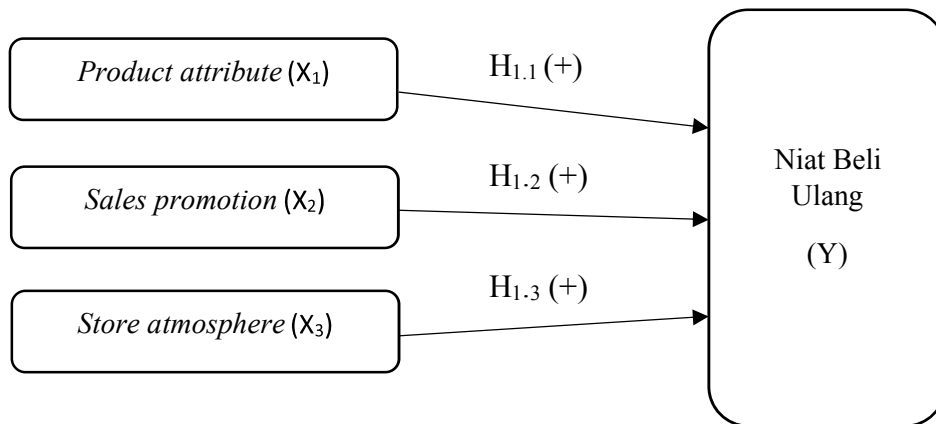 Product attribute (X₁)
H₁.₁ (+)
Sales promotion (X₂)
H₁.₂ (+)
Store atmosphere (X₃)
H₁.₃ (+)
Niat Beli
Ulang
(Y)